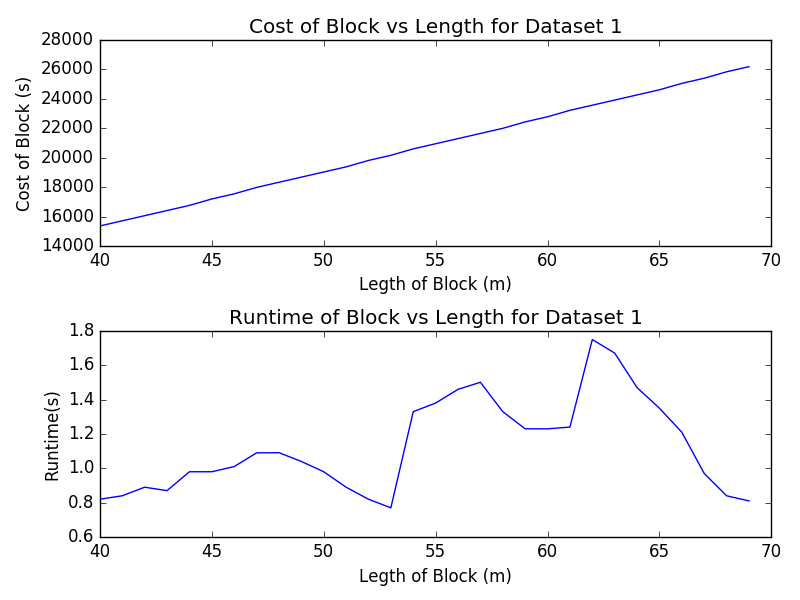 Cost of Block vs Length for Dataset 1
28000
26000
24000
22000
20000
18000
16000
14000
Cost of Block (s)
40 45 50 55 60 65 70
Legth of Block (m)
Runtime of Block vs Length for Dataset 1
1.8
1.6
1.4
1.2
1.0
0.8
0.6
Runtime(s)
40 45 50 55 60 65 70
Legth of Block (m)